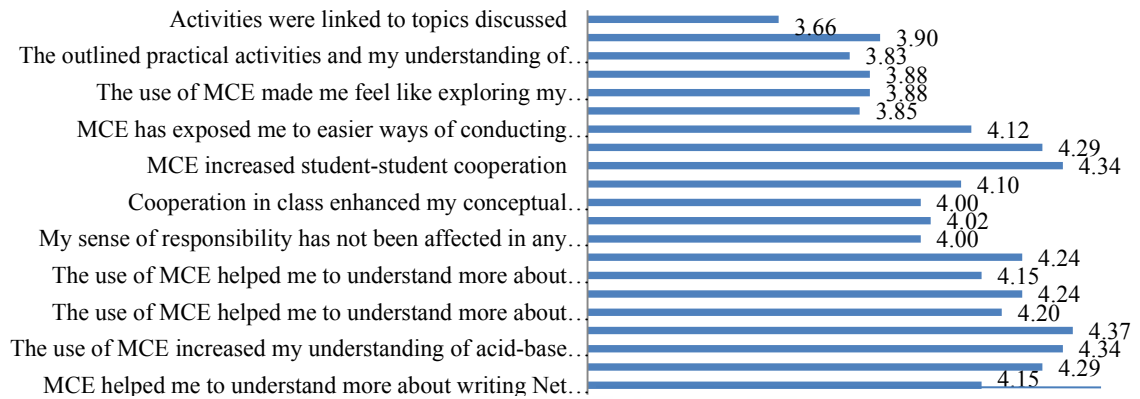 Activities were linked to topics discussed
3.66
3.90
The outlined practical activities and my understanding of…
3.83
3.88
The use of MCE made me feel like exploring my…
3.88
3.85
MCE has exposed me to easier ways of conducting…
4.12
4.29
MCE increased student-student cooperation
4.34
4.10
Cooperation in class enhanced my conceptual…
4.00
4.02
My sense of responsibility has not been affected in any…
4.00
4.24
The use of MCE helped me to understand more about…
4.15
4.24
The use of MCE helped me to understand more about…
4.20
4.37
The use of MCE increased my understanding of acid-base…
4.34
4.29
MCE helped me to understand more about writing Net…
4.15